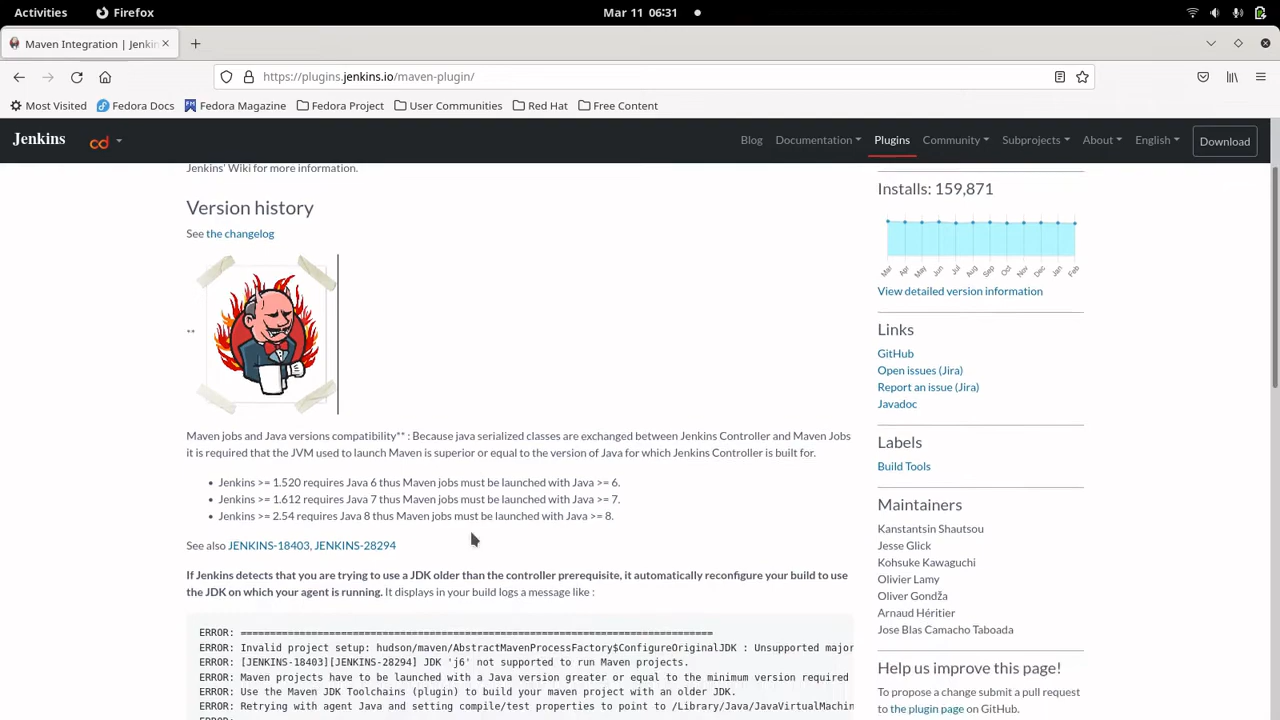 Activities
Firefox
Mar 11 06:31
Maven Integration | Jenkin
https://plugins.jenkins.io/maven-plugin/
Most Visited
Fedora Docs
Fedora Magazine
Fedora Project
User Communities
Red Hat
Free Content
Jenkins
cd
Blog
Documentation
Plugins
Community
Subprojects
About
English
Download
Jenkins' Wiki for more information.
Version history
See the changelog
**
Maven jobs and Java versions compatibility** : Because java serialized classes are exchanged between Jenkins Controller and Maven Jobs
it is required that the JVM used to launch Maven is superior or equal to the version of Java for which Jenkins Controller is built for.
• Jenkins >= 1.520 requires Java 6 thus Maven jobs must be launched with Java >= 6.
• Jenkins >= 1.612 requires Java 7 thus Maven jobs must be launched with Java >= 7.
• Jenkins >= 2.54 requires Java 8 thus Maven jobs must be launched with Java >= 8.
See also JENKINS-18403, JENKINS-28294
If Jenkins detects that you are trying to use a JDK older than the controller prerequisite, it automatically reconfigure your build to use
the JDK on which your agent is running. It displays in your build logs a message like :
ERROR: ================================================================================
ERROR: Invalid project setup: hudson/maven/AbstractMavenProcessFactory$ConfigureOriginalJDK : Unsupported major
ERROR: [JENKINS-18403][JENKINS-28294] JDK 'j6' not supported to run Maven projects.
ERROR: Maven projects have to be launched with a Java version greater or equal to the minimum version required
ERROR: Use the Maven JDK Toolchains (plugin) to build your maven project with an older JDK.
ERROR: Retrying with agent Java and setting compile/test properties to point to /Library/Java/JavaVirtualMachin
Installs: 159,871
Mar
Apr
May
Jun
Jul
Aug
Sep
Oct
Nov
Dec
Jan
Feb
View detailed version information
Links
GitHub
Open issues (Jira)
Report an issue (Jira)
Javadoc
Labels
Build Tools
Maintainers
Kanstantsin Shautsou
Jesse Glick
Kohsuke Kawaguchi
Olivier Lamy
Oliver Gondža
Arnaud Héritier
Jose Blas Camacho Taboada
Help us improve this page!
To propose a change submit a pull request
to the plugin page on GitHub.